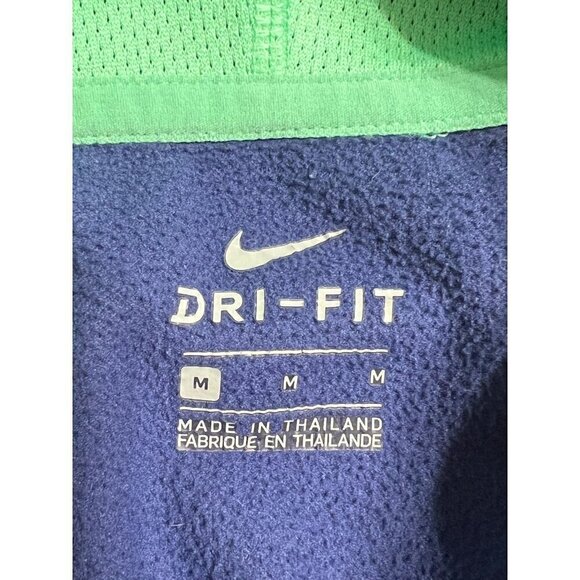 DRI-FIT
M M M
MADE IN THAILAND
FABRIQUE EN THAILANDE